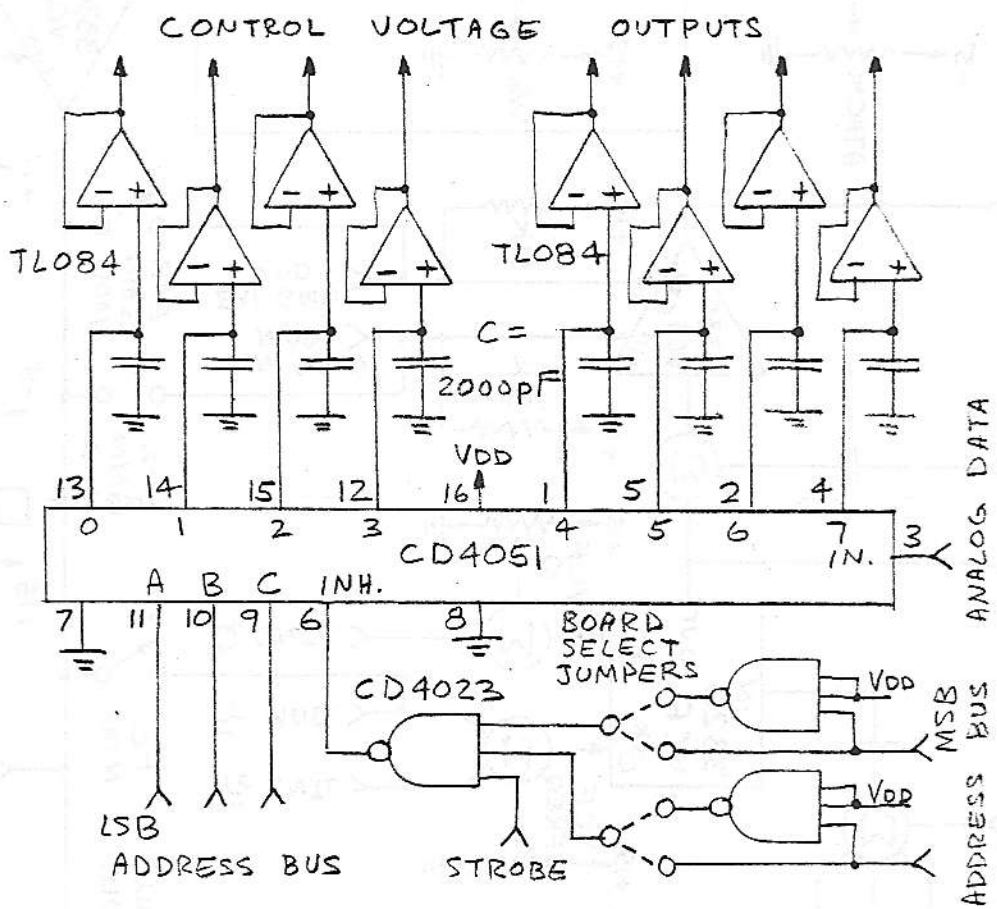 CONTROL VOLTAGE OUTPUTS
- +
- +
- +
- +
- +
- +
- +
- +
TL084
TL084
C =
2000pF
VDD
13 14 15 12 16 1 5 2 4
0 1 2 3 4 5 6 7
CD4051
IN. 3
ANALOG DATA
A B C INH.
7 11 10 9 6 8
BOARD
SELECT
JUMPERS
CD4023
VDD
VDD
MSB
ADDRESS BUS
LSB
ADDRESS BUS
STROBE